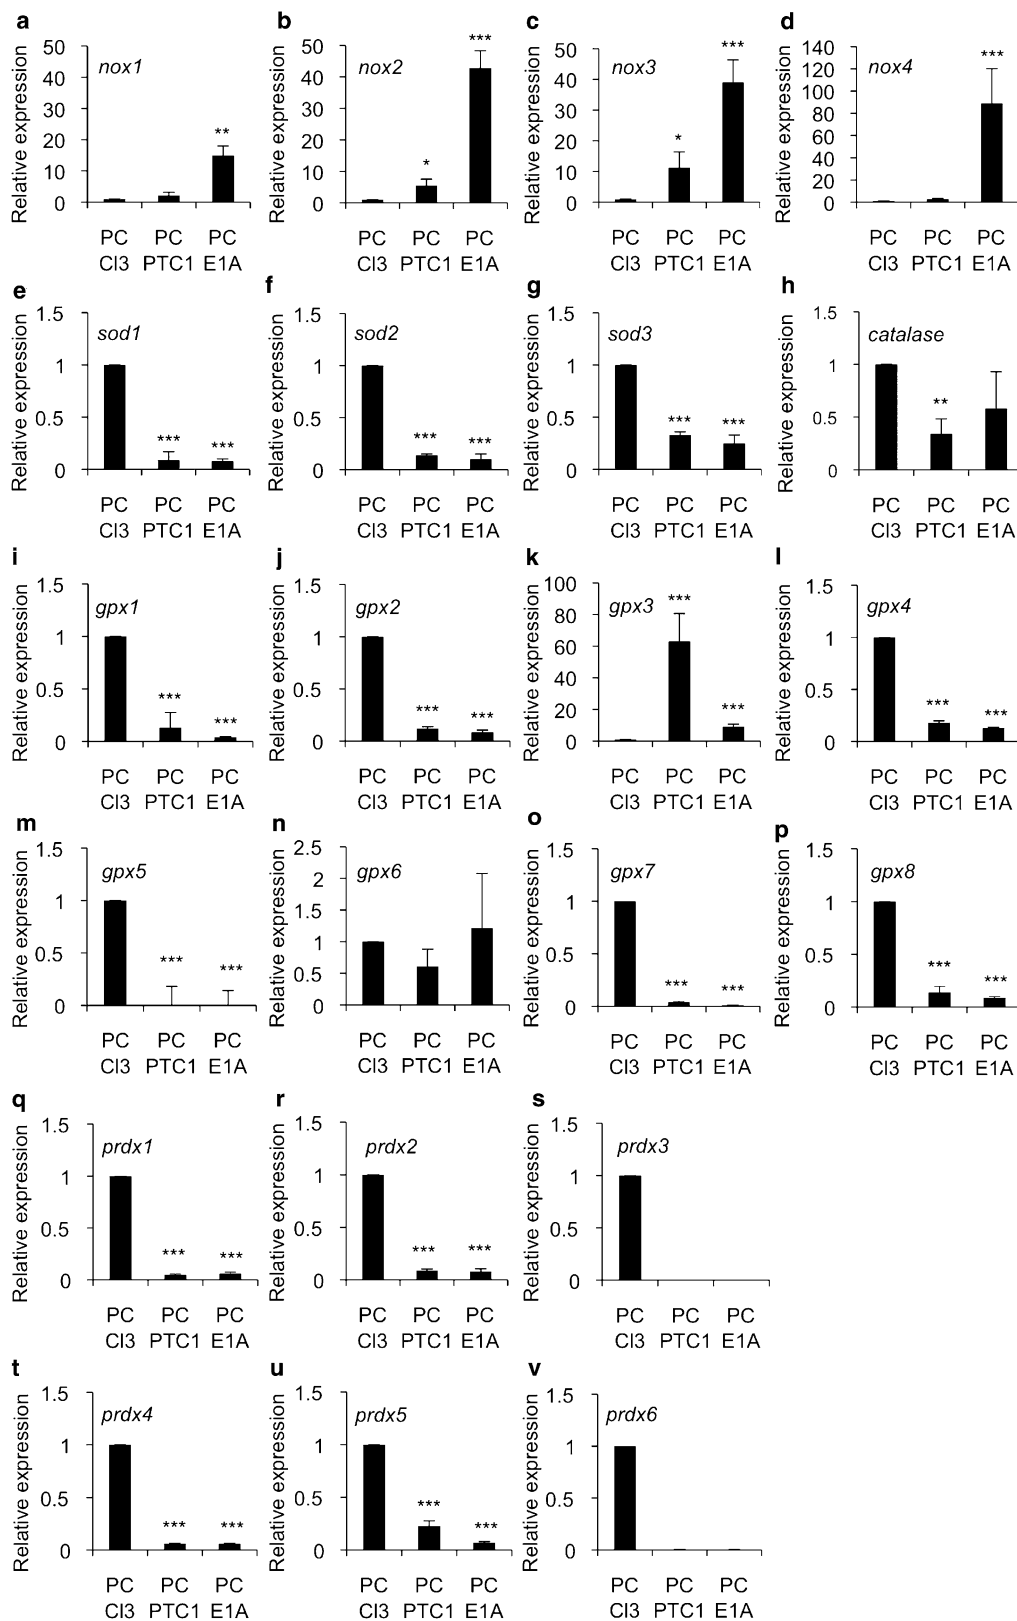 a
Relative expression
50
40
30
20
10
0
nox1
**
PC PC PC
Cl3 PTC1 E1A
b
Relative expression
50
40
30
20
10
0
nox2
*
***
PC PC PC
Cl3 PTC1 E1A
c
Relative expression
50
40
30
20
10
0
nox3
*
***
PC PC PC
Cl3 PTC1 E1A
d
Relative expression
140
120
100
80
60
40
20
0
nox4
***
PC PC PC
Cl3 PTC1 E1A
e
Relative expression
1.5
1
0.5
0
sod1
*** ***
PC PC PC
Cl3 PTC1 E1A
f
Relative expression
1.5
1
0.5
0
sod2
*** ***
PC PC PC
Cl3 PTC1 E1A
g
Relative expression
1.5
1
0.5
0
sod3
*** ***
PC PC PC
Cl3 PTC1 E1A
h
Relative expression
1.5
1
0.5
0
catalase
**
PC PC PC
Cl3 PTC1 E1A
i
Relative expression
1.5
1
0.5
0
gpx1
*** ***
PC PC PC
Cl3 PTC1 E1A
j
Relative expression
1.5
1
0.5
0
gpx2
*** ***
PC PC PC
Cl3 PTC1 E1A
k
Relative expression
100
80
60
40
20
0
gpx3
***
***
PC PC PC
Cl3 PTC1 E1A
l
Relative expression
1.5
1
0.5
0
gpx4
*** ***
PC PC PC
Cl3 PTC1 E1A
m
Relative expression
1.5
1
0.5
0
gpx5
*** ***
PC PC PC
Cl3 PTC1 E1A
n
Relative expression
2.5
2
1.5
1
0.5
0
gpx6
PC PC PC
Cl3 PTC1 E1A
o
Relative expression
1.5
1
0.5
0
gpx7
*** ***
PC PC PC
Cl3 PTC1 E1A
p
Relative expression
1.5
1
0.5
0
gpx8
*** ***
PC PC PC
Cl3 PTC1 E1A
q
Relative expression
1.5
1
0.5
0
prdx1
*** ***
PC PC PC
Cl3 PTC1 E1A
r
Relative expression
1.5
1
0.5
0
prdx2
*** ***
PC PC PC
Cl3 PTC1 E1A
s
Relative expression
1.5
1
0.5
0
prdx3
PC PC PC
Cl3 PTC1 E1A
t
Relative expression
1.5
1
0.5
0
prdx4
*** ***
PC PC PC
Cl3 PTC1 E1A
u
Relative expression
1.5
1
0.5
0
prdx5
*** ***
PC PC PC
Cl3 PTC1 E1A
v
Relative expression
1.5
1
0.5
0
prdx6
PC PC PC
Cl3 PTC1 E1A